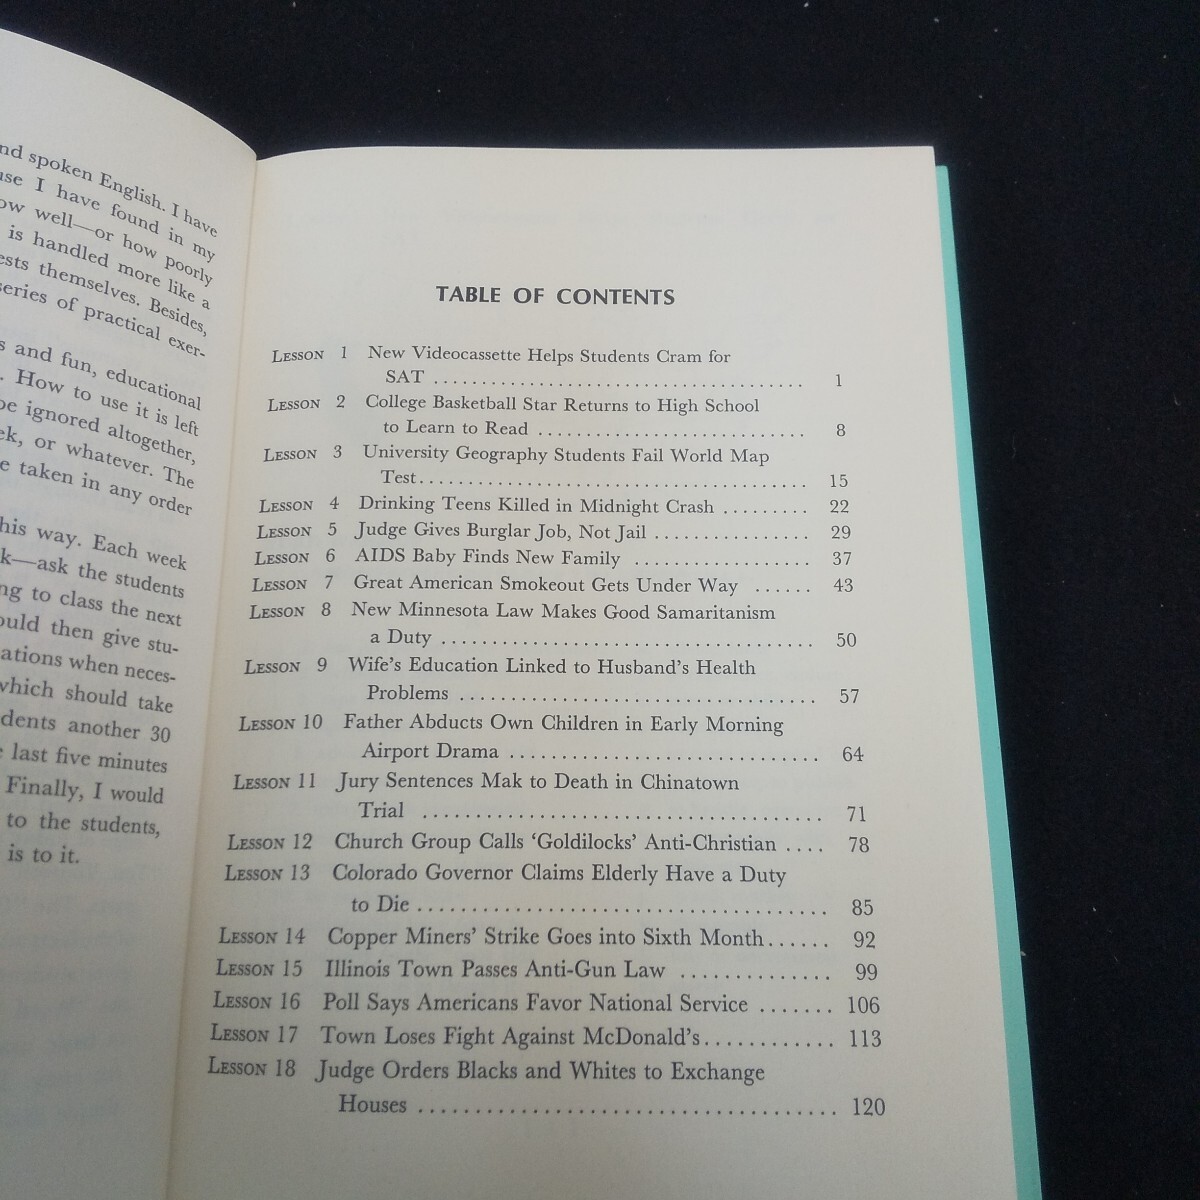 nd spoken English. I have
use I have found in my
ow well—or how poorly
is handled more like a
ests themselves. Besides,
series of practical exer-
s and fun, educational
. How to use it is left
be ignored altogether,
ek, or whatever. The
e taken in any order
his way. Each week
k—ask the students
ng to class the next
ould then give stu-
ations when neces-
which should take
dents another 30
e last five minutes
Finally, I would
to the students,
is to it.
TABLE OF CONTENTS
LESSON 1 New Videocassette Helps Students Cram for
SAT ..................................... 1
LESSON 2 College Basketball Star Returns to High School
to Learn to Read ........................... 8
LESSON 3 University Geography Students Fail World Map
Test....................................... 15
LESSON 4 Drinking Teens Killed in Midnight Crash ......... 22
LESSON 5 Judge Gives Burglar Job, Not Jail ................ 29
LESSON 6 AIDS Baby Finds New Family .................. 37
LESSON 7 Great American Smokeout Gets Under Way ...... 43
LESSON 8 New Minnesota Law Makes Good Samaritanism
a Duty ..................................... 50
LESSON 9 Wife's Education Linked to Husband's Health
Problems ................................... 57
LESSON 10 Father Abducts Own Children in Early Morning
Airport Drama .............................. 64
LESSON 11 Jury Sentences Mak to Death in Chinatown
Trial ....................................... 71
LESSON 12 Church Group Calls ‘Goldilocks’ Anti-Christian .... 78
LESSON 13 Colorado Governor Claims Elderly Have a Duty
to Die ...................................... 85
LESSON 14 Copper Miners' Strike Goes into Sixth Month...... 92
LESSON 15 Illinois Town Passes Anti-Gun Law .............. 99
LESSON 16 Poll Says Americans Favor National Service ....... 106
LESSON 17 Town Loses Fight Against McDonald's............ 113
LESSON 18 Judge Orders Blacks and Whites to Exchange
Houses ...................................... 120